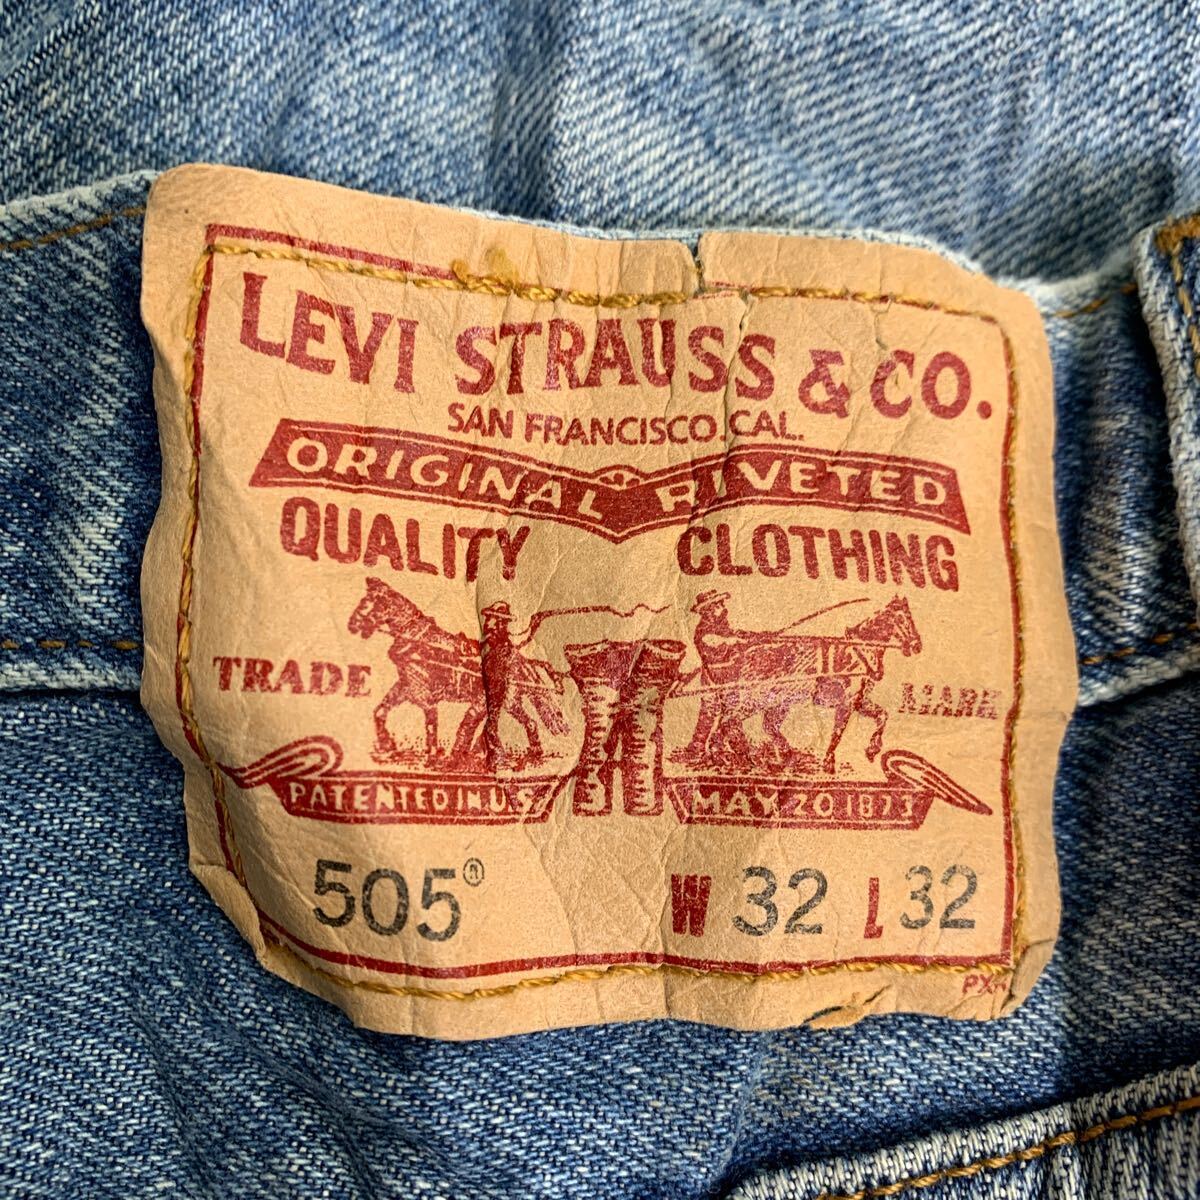 LEVI STRAUSS & CO.
SAN FRANCISCO, CAL.
ORIGINAL RIVETED
QUALITY CLOTHING
TRADE MARK
PATENTED IN U.S. MAY 20 1873
505® W 32 L 32